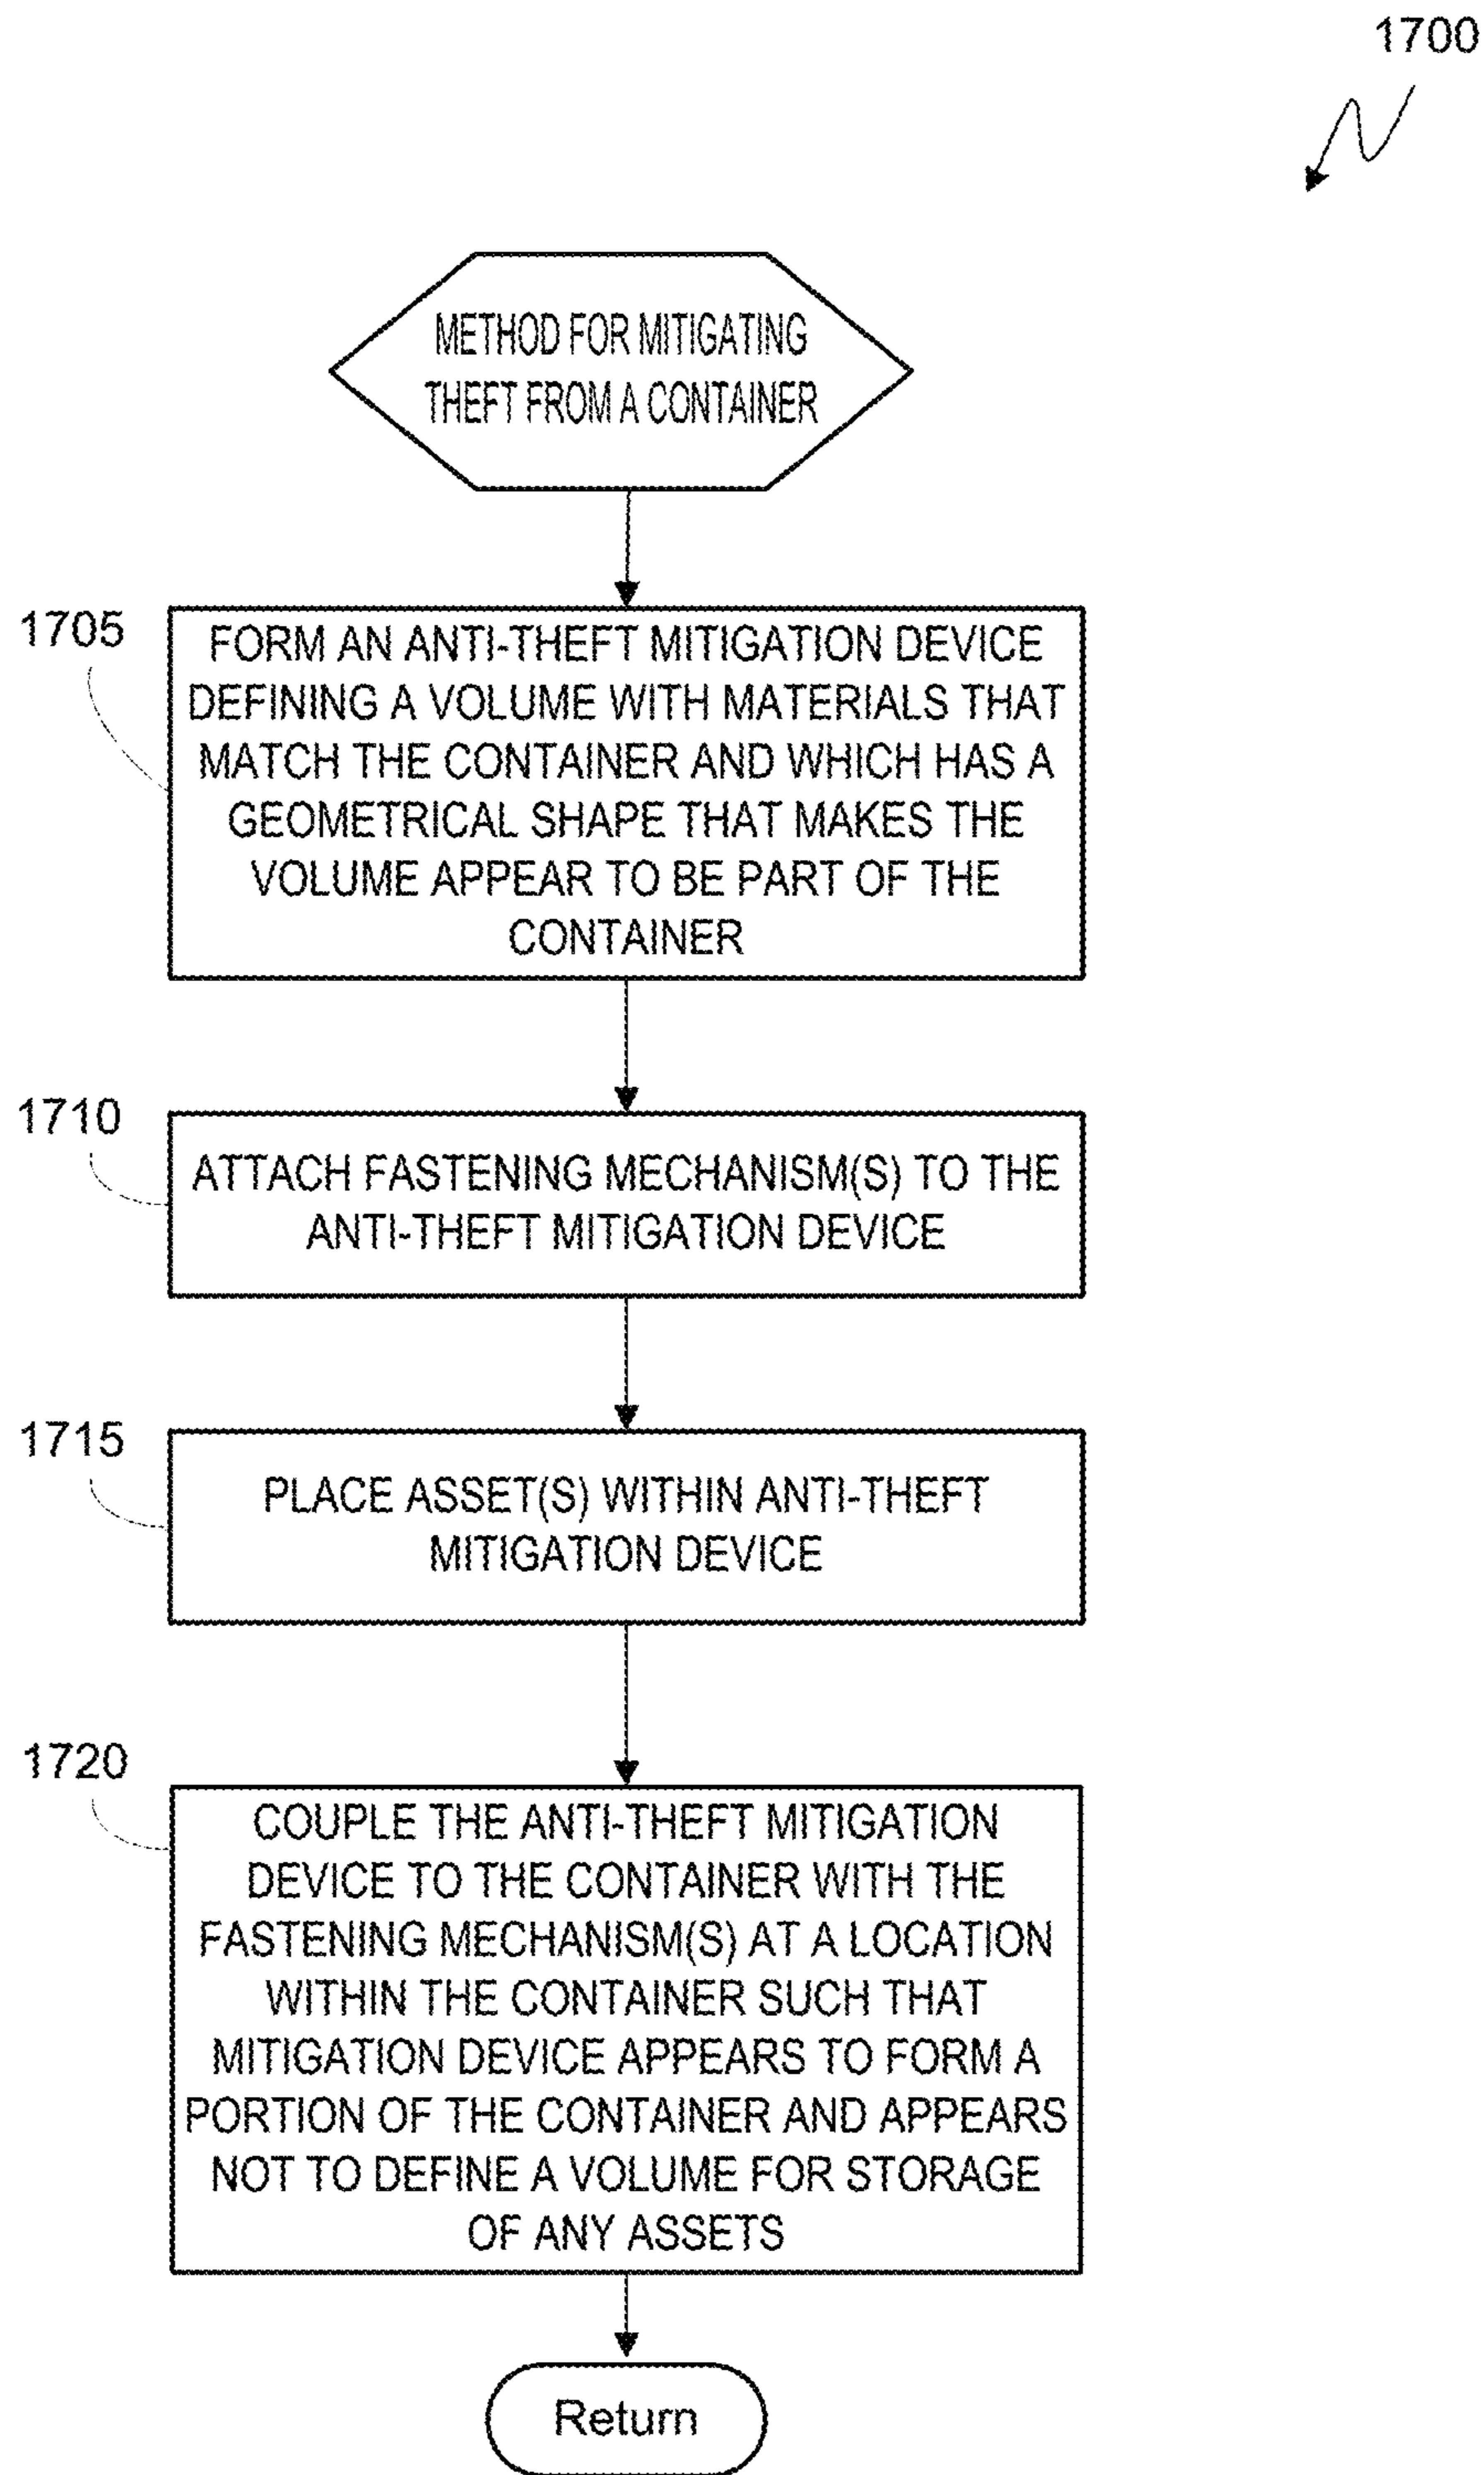 1700
METHOD FOR MITIGATING
THEFT FROM A CONTAINER
1705
FORM AN ANTI-THEFT MITIGATION DEVICE
DEFINING A VOLUME WITH MATERIALS THAT
MATCH THE CONTAINER AND WHICH HAS A
GEOMETRICAL SHAPE THAT MAKES THE
VOLUME APPEAR TO BE PART OF THE
CONTAINER
1710
ATTACH FASTENING MECHANISM(S) TO THE
ANTI-THEFT MITIGATION DEVICE
1715
PLACE ASSET(S) WITHIN ANTI-THEFT
MITIGATION DEVICE
1720
COUPLE THE ANTI-THEFT MITIGATION
DEVICE TO THE CONTAINER WITH THE
FASTENING MECHANISM(S) AT A LOCATION
WITHIN THE CONTAINER SUCH THAT
MITIGATION DEVICE APPEARS TO FORM A
PORTION OF THE CONTAINER AND APPEARS
NOT TO DEFINE A VOLUME FOR STORAGE
OF ANY ASSETS
Return